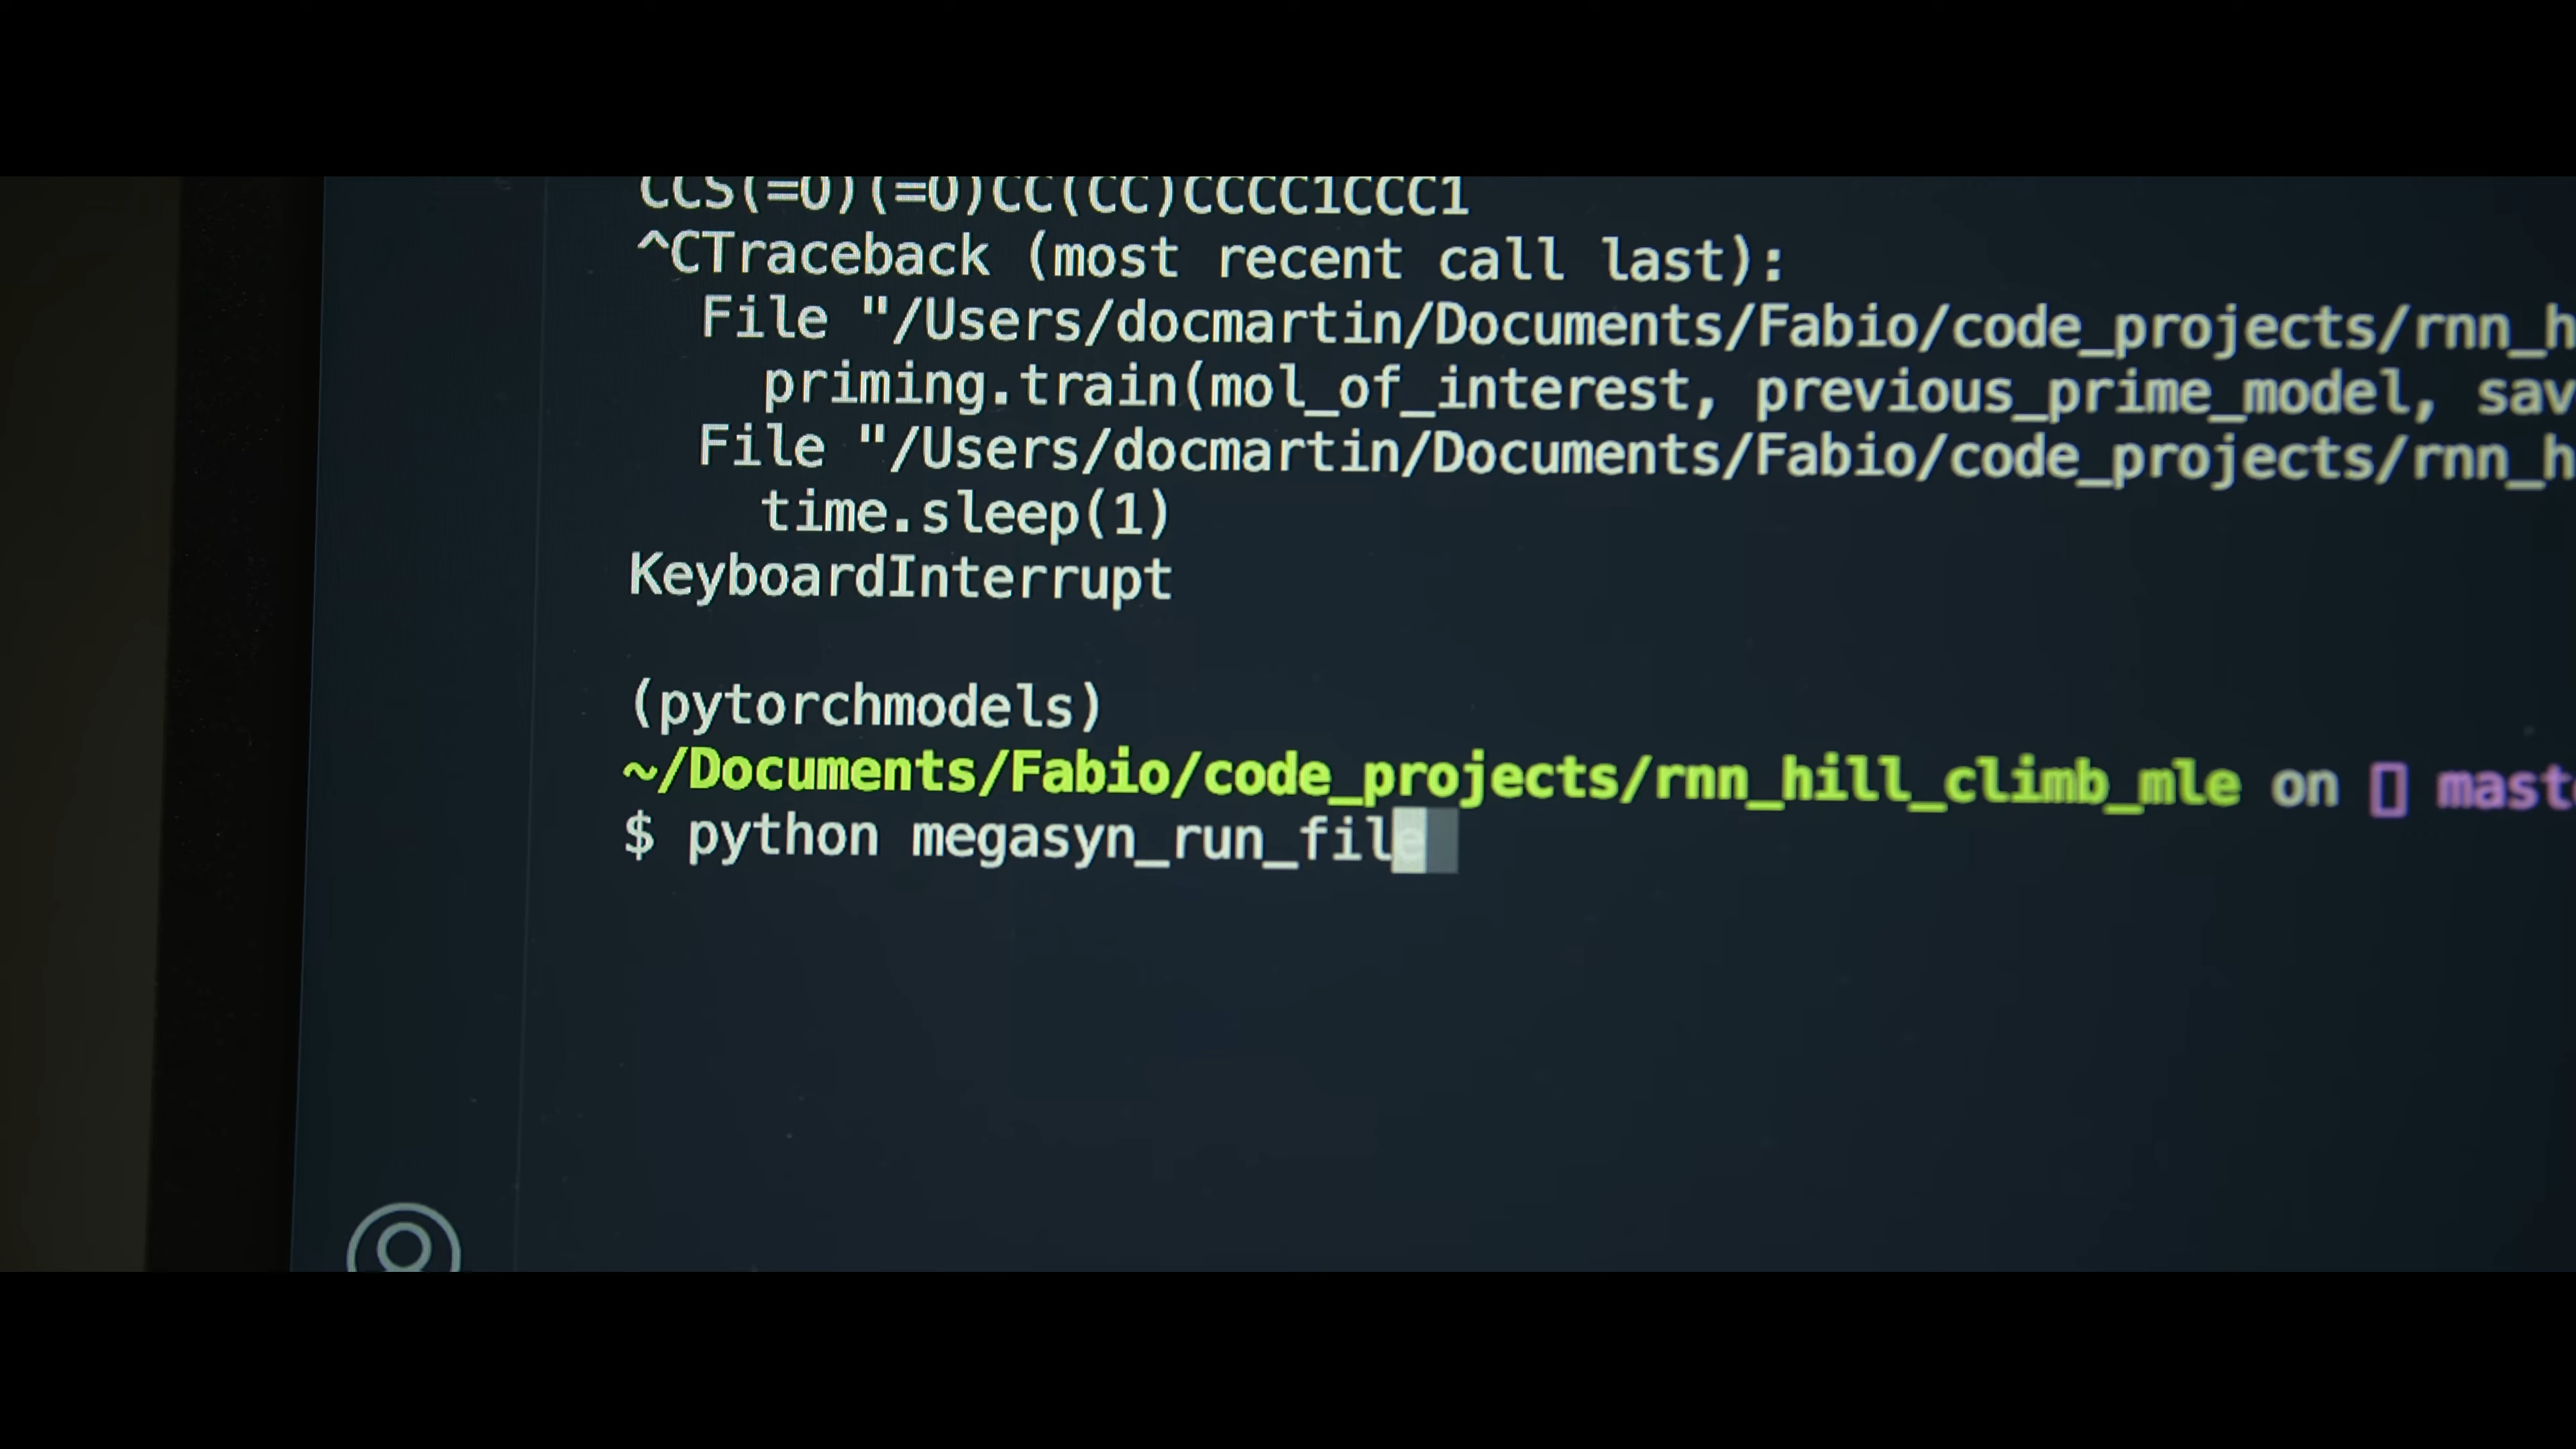 CCS(=O)(=O)CC(CC)CCCC1CCC1
^CTraceback (most recent call last):
File "/Users/docmartin/Documents/Fabio/code_projects/rnn_h
priming.train(mol_of_interest, previous_prime_model, sav
File "/Users/docmartin/Documents/Fabio/code_projects/rnn_h
time.sleep(1)
KeyboardInterrupt
(pytorchmodels)
~/Documents/Fabio/code_projects/rnn_hill_climb_mle on ▯ maste
$ python megasyn_run_file